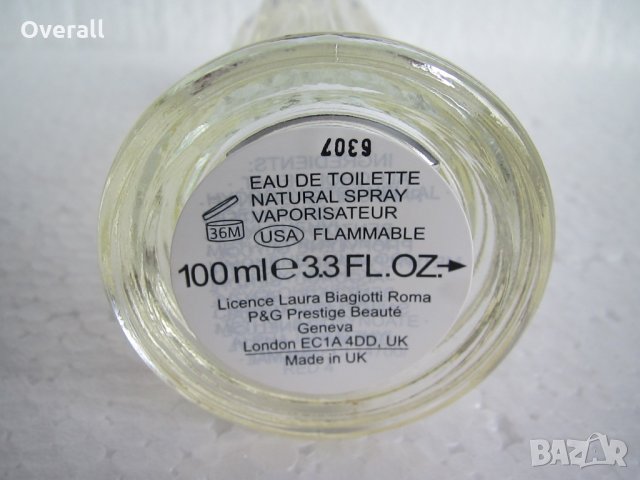 Overall
6307
EAU DE TOILETTE
NATURAL SPRAY
VAPORISATEUR
36M USA FLAMMABLE
100 ml e 3.3 FL.OZ.
Licence Laura Biagiotti Roma
P&G Prestige Beauté
Geneva
London EC1A 4DD, UK
Made in UK
BAZAR